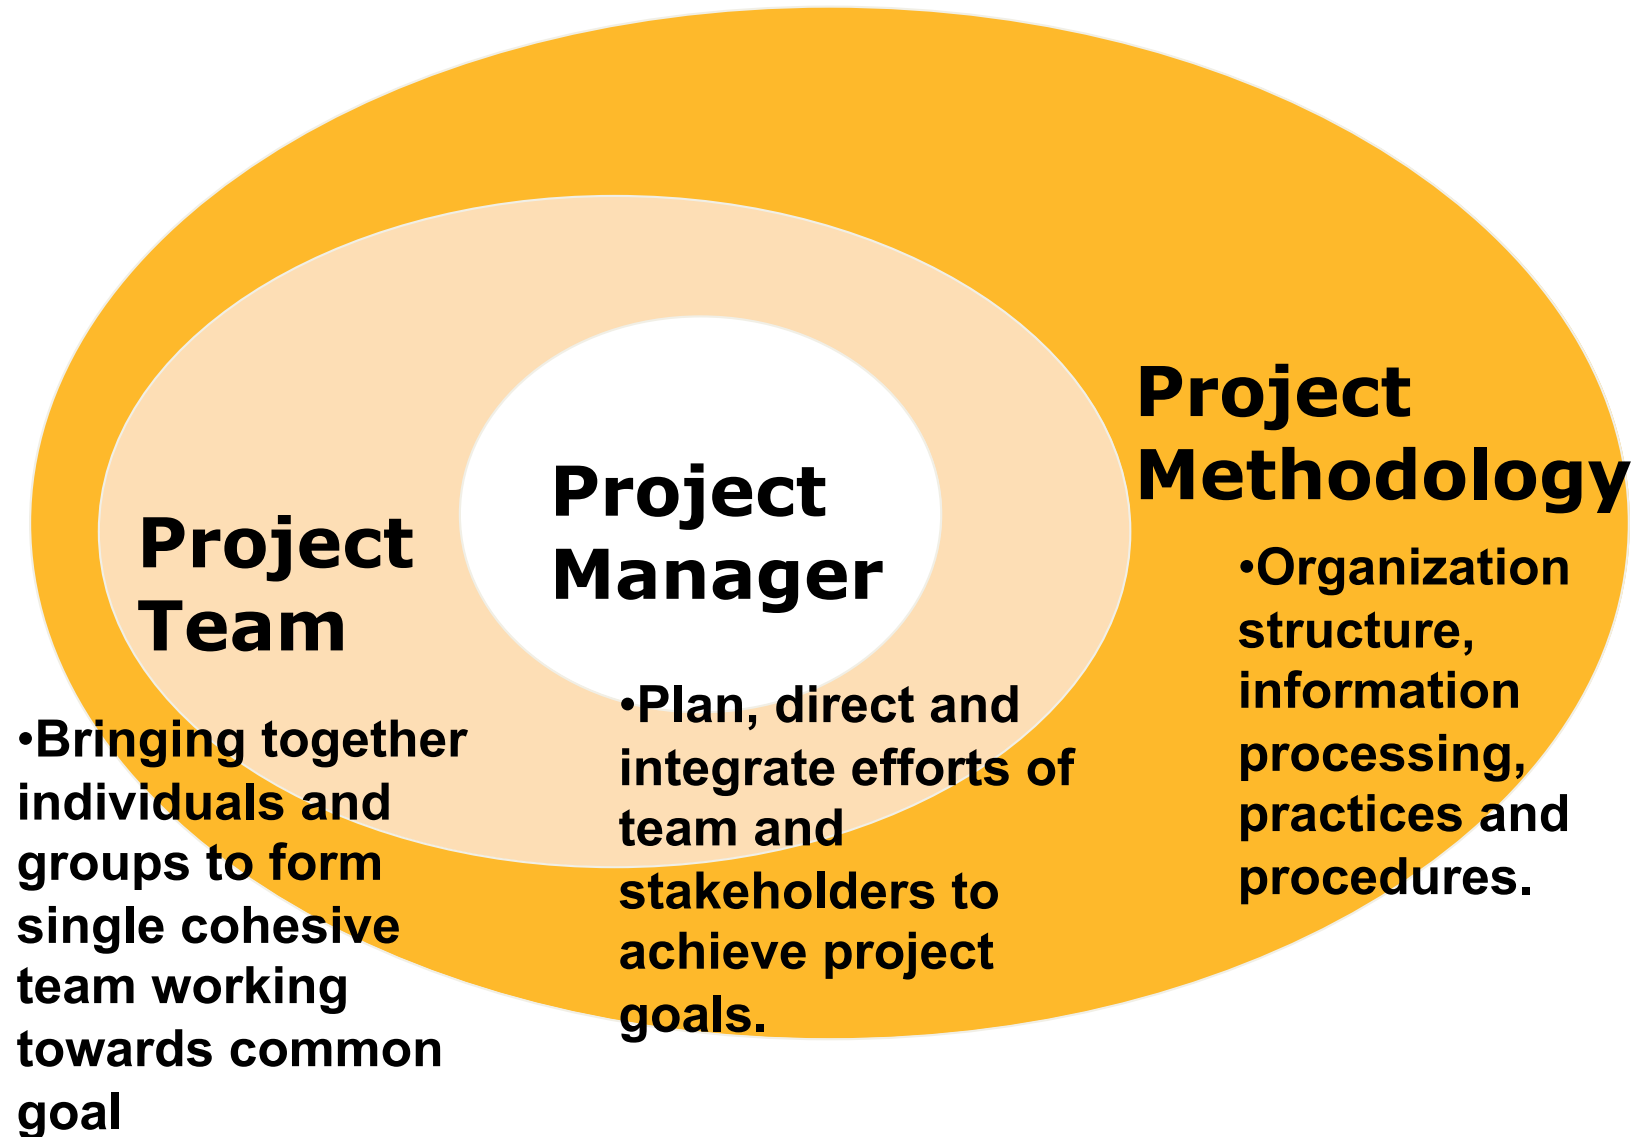 Project
Team
•Bringing together
individuals and
groups to form
single cohesive
team working
towards common
goal
Project
Manager
•Plan, direct and
integrate efforts of
team and
stakeholders to
achieve project
goals.
Project
Methodology
•Organization
structure,
information
processing,
practices and
procedures.